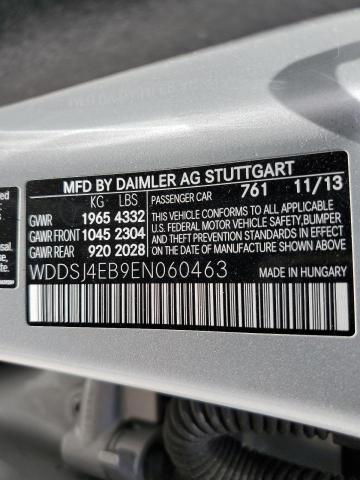 MFD BY DAIMLER AG STUTTGART
KG LBS PASSENGER CAR 761 11/13
GVWR 1965 4332
GAWR FRONT 1045 2304
GAWR REAR 920 2028
THIS VEHICLE CONFORMS TO ALL APPLICABLE
U.S. FEDERAL MOTOR VEHICLE SAFETY, BUMPER
AND THEFT PREVENTION STANDARDS IN EFFECT ON THE
DATE OF MANUFACTURE SHOWN ABOVE.
WDDSJ4EB9EN060463 MADE IN HUNGARY